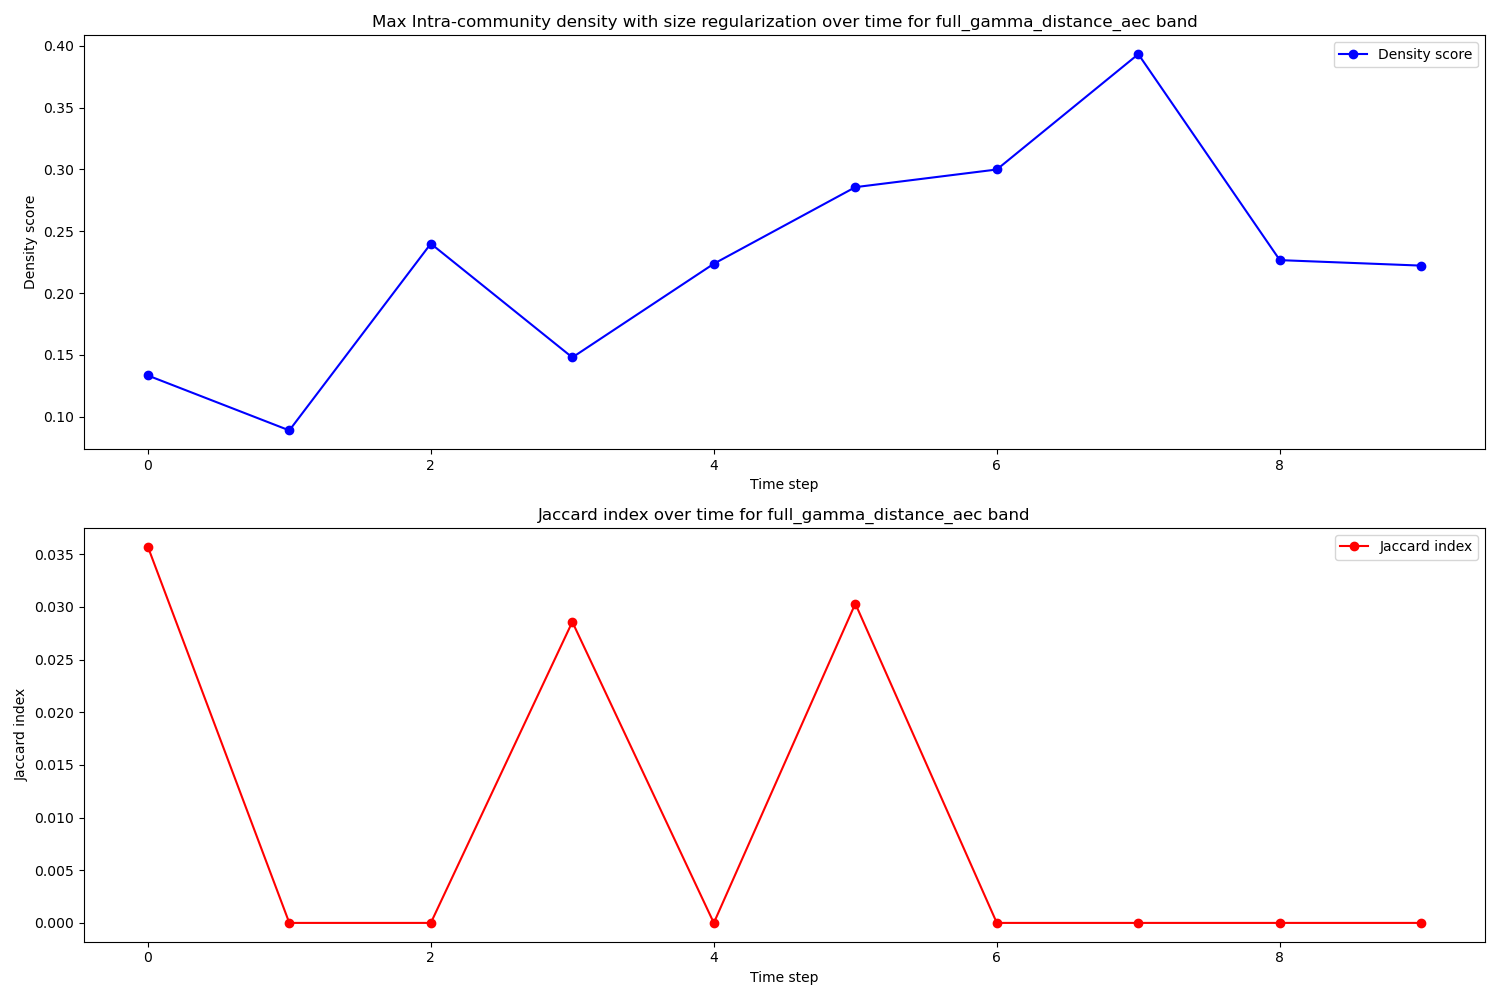 Max Intra-community density with size regularization over time for full_gamma_distance_aec band
Density score
0.40
0.35
0.30
0.25
0.20
0.15
0.10
Density score
0 2 4 6 8
Time step
Jaccard index over time for full_gamma_distance_aec band
Jaccard index
0.035
0.030
0.025
0.020
0.015
0.010
0.005
0.000
Jaccard index
0 2 4 6 8
Time step